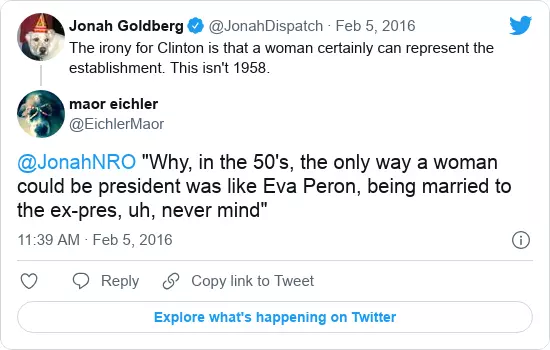 Jonah Goldberg @JonahDispatch · Feb 5, 2016
The irony for Clinton is that a woman certainly can represent the
establishment. This isn't 1958.
maor eichler
@EichlerMaor
@JonahNRO "Why, in the 50's, the only way a woman
could be president was like Eva Peron, being married to
the ex-pres, uh, never mind"
11:39 AM · Feb 5, 2016
Reply Copy link to Tweet
Explore what's happening on Twitter